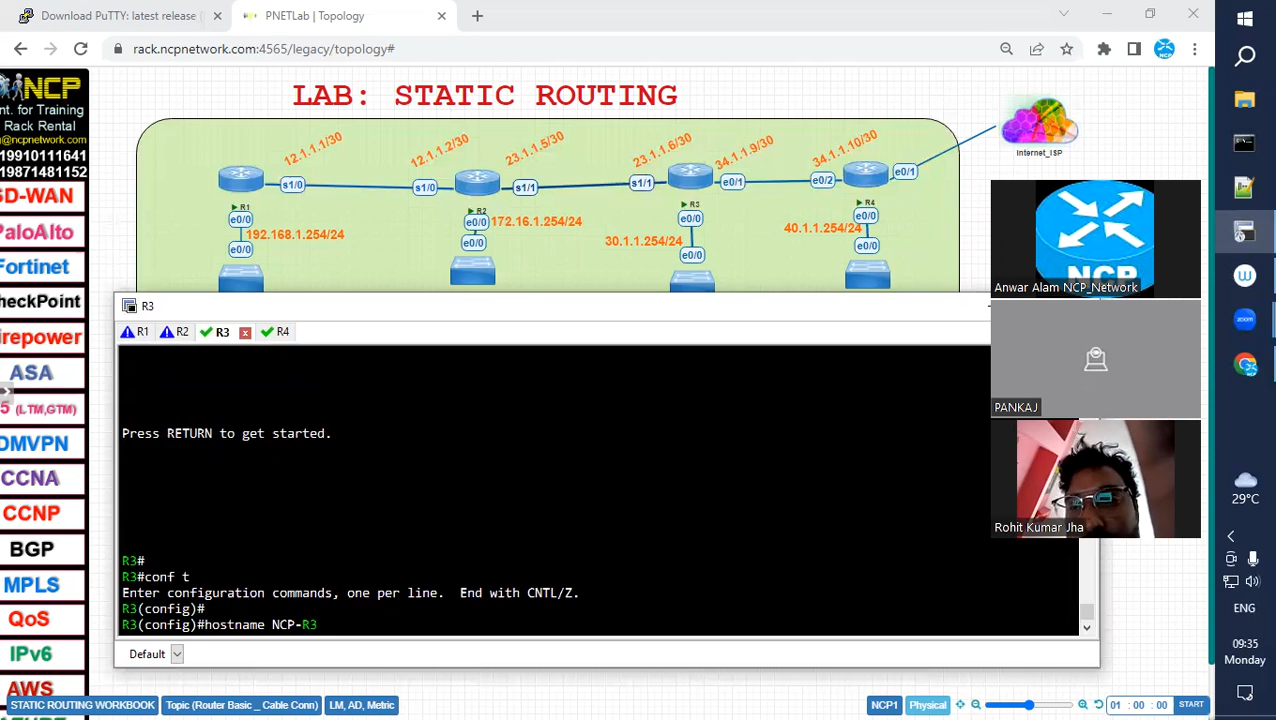 Download PuTTY: latest release (
PNETLab | Topology
rack.ncpnetwork.com:4565/legacy/topology#
NCP
nt. for Training
Rack Rental
@ncpnetwork.com
19910111641
19871481152
SD-WAN
PaloAlto
Fortinet
heckPoint
irepower
ASA
5 (LTM,GTM)
DMVPN
CCNA
CCNP
BGP
MPLS
QoS
IPv6
AWS
LAB: STATIC ROUTING
12.1.1.1/30
12.1.1.2/30
23.1.1.5/30
23.1.1.6/30
34.1.1.9/30
34.1.1.10/30
Internet_ISP
s1/0
s1/0
s1/1
s1/1
e0/1
e0/2
e0/1
R1
R2
R3
R4
e0/0
e0/0
e0/0
e0/0
192.168.1.254/24
172.16.1.254/24
30.1.1.254/24
40.1.1.254/24
e0/0
e0/0
e0/0
e0/0
R3
R1
R2
R3
R4
Press RETURN to get started.
R3#
R3#conf t
Enter configuration commands, one per line. End with CNTL/Z.
R3(config)#
R3(config)#hostname NCP-R3
Default
NCP
Anwar Alam NCP_Network
PANKAJ
Rohit Kumar Jha
STATIC ROUTING WORKBOOK
Topic (Router Basic _ Cable Conn)
LM, AD, Metric
NCP1
Physical
01 : 00 : 00
START
29°C
ENG
09:35
Monday